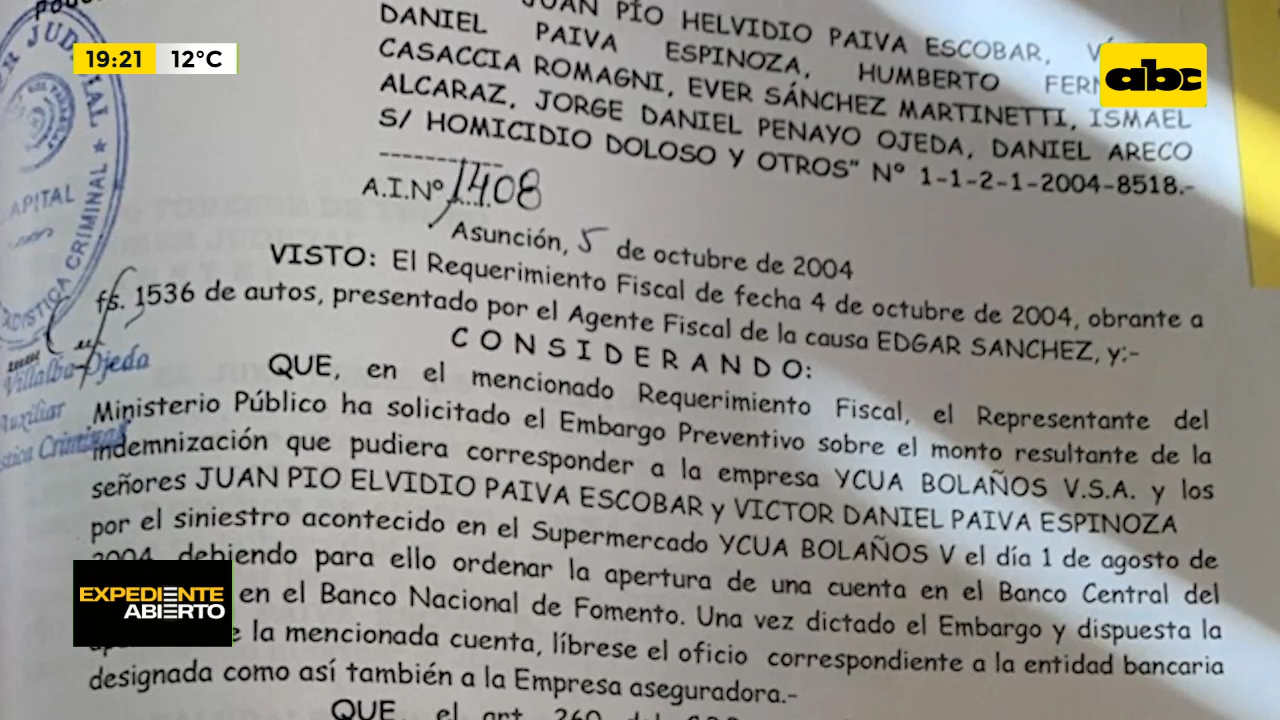 19:21 12°C
abc
JUAN PÍO HELVIDIO PAIVA ESCOBAR,
DANIEL PAIVA ESPINOZA, HUMBERTO
CASACCIA ROMAGNI, EVER SÁNCHEZ MARTINETTI, ISMAEL
ALCARAZ, JORGE DANIEL PENAYO OJEDA, DANIEL ARECO
S/ HOMICIDIO DOLOSO Y OTROS" Nº 1-1-2-1-2004-8518.-
-------------
A.I.Nº 1408
Asunción, 5 de octubre de 2004
VISTO: El Requerimiento Fiscal de fecha 4 de octubre de 2004, obrante a
fs. 1536 de autos, presentado por el Agente Fiscal de la causa EDGAR SANCHEZ, y:-
C O N S I D E R A N D O:
QUE, en el mencionado Requerimiento Fiscal, el Representante del
Ministerio Público ha solicitado el Embargo Preventivo sobre el monto resultante de la
indemnización que pudiera corresponder a la empresa YCUA BOLAÑOS V.S.A. y los
señores JUAN PIO ELVIDIO PAIVA ESCOBAR y VICTOR DANIEL PAIVA ESPINOZA
por el siniestro acontecido en el Supermercado YCUA BOLAÑOS V el día 1 de agosto de
2004, debiendo para ello ordenar la apertura de una cuenta en el Banco Central del
en el Banco Nacional de Fomento. Una vez dictado el Embargo y dispuesta la
la mencionada cuenta, líbrese el oficio correspondiente a la entidad bancaria
designada como así también a la Empresa aseguradora.-
QUE, el art. 260 del
JUDICIAL
CAPITAL
CRIMINAL
Villalba Ojeda
Auxiliar
EXPEDIENTE
ABIERTO